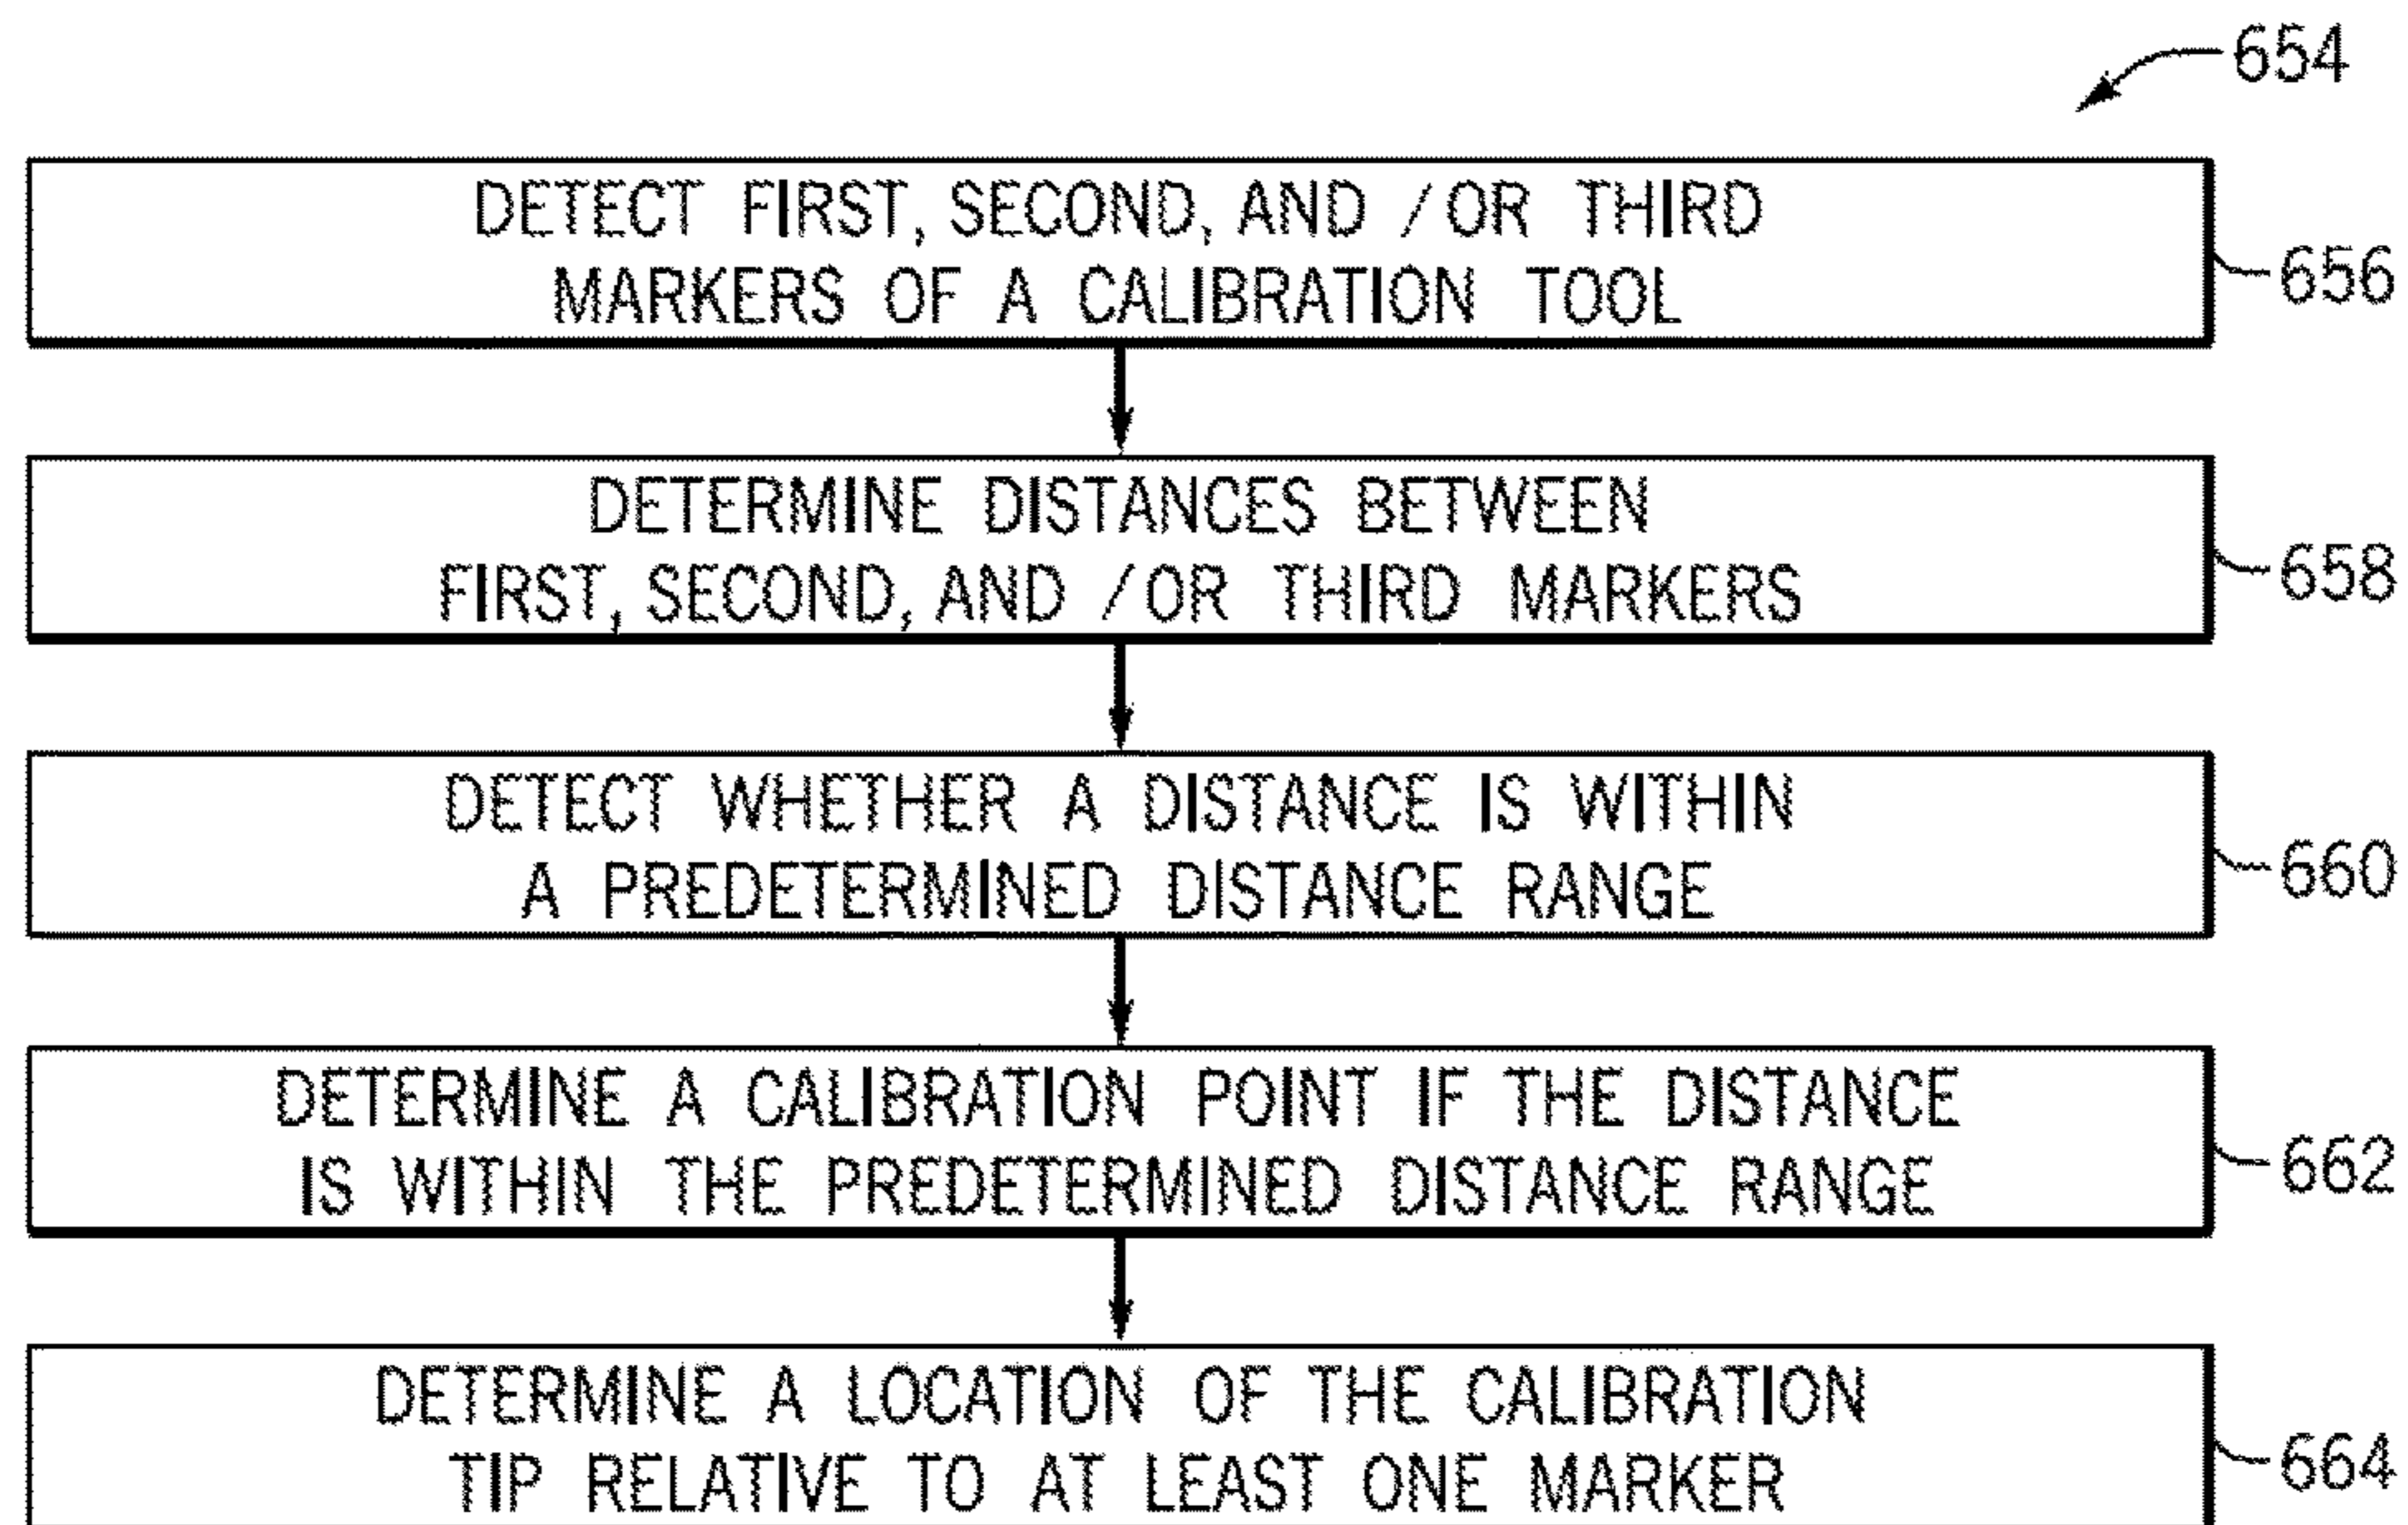 654
DETECT FIRST, SECOND, AND /OR THIRD
MARKERS OF A CALIBRATION TOOL
656
DETERMINE DISTANCES BETWEEN
FIRST, SECOND, AND /OR THIRD MARKERS
658
DETECT WHETHER A DISTANCE IS WITHIN
A PREDETERMINED DISTANCE RANGE
660
DETERMINE A CALIBRATION POINT IF THE DISTANCE
IS WITHIN THE PREDETERMINED DISTANCE RANGE
662
DETERMINE A LOCATION OF THE CALIBRATION
TIP RELATIVE TO AT LEAST ONE MARKER
664